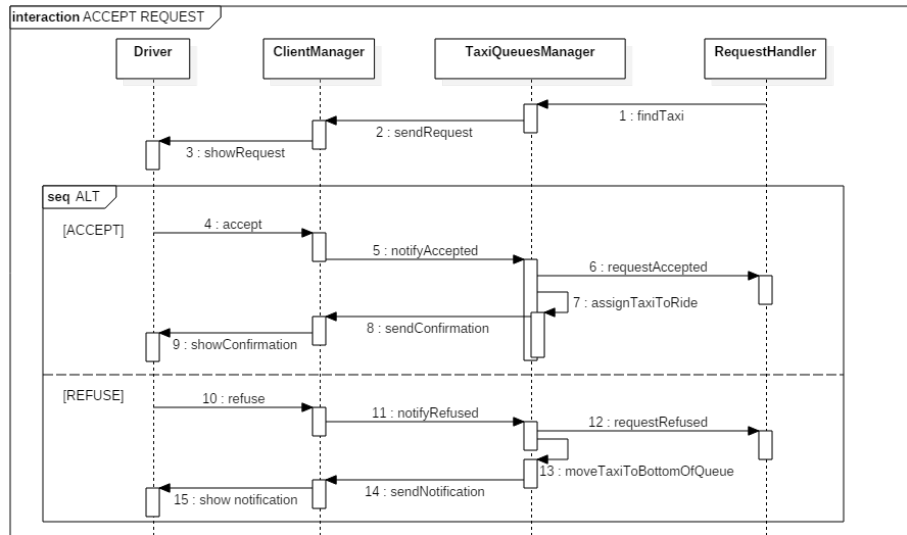 interaction ACCEPT REQUEST
Driver
ClientManager
TaxiQueuesManager
RequestHandler
1 : findTaxi
2 : sendRequest
3 : showRequest
seq ALT
[ACCEPT]
4 : accept
5 : notifyAccepted
6 : requestAccepted
7 : assignTaxiToRide
8 : sendConfirmation
9 : showConfirmation
[REFUSE]
10 : refuse
11 : notifyRefused
12 : requestRefused
13 : moveTaxiToBottomOfQueue
14 : sendNotification
15 : show notification